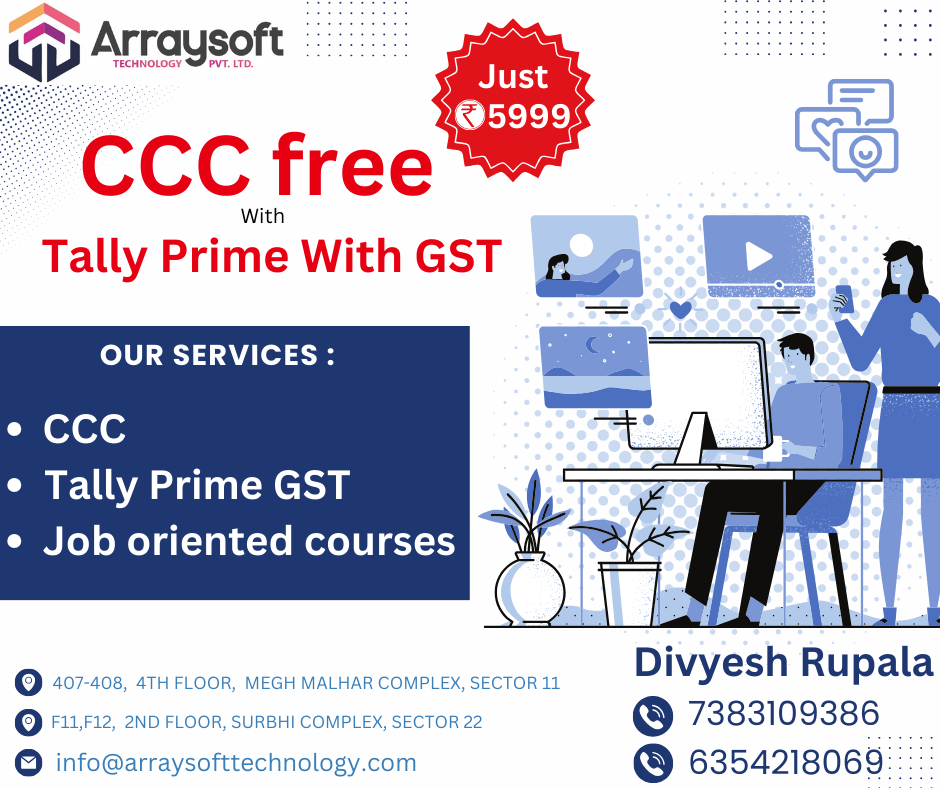 Arraysoft
TECHNOLOGY PVT. LTD.
Just
₹5999
CCC free
With
Tally Prime With GST
OUR SERVICES :
• CCC
• Tally Prime GST
• Job oriented courses
407-408, 4TH FLOOR, MEGH MALHAR COMPLEX, SECTOR 11
F11,F12, 2ND FLOOR, SURBHI COMPLEX, SECTOR 22
info@arraysofttechnology.com
Divyesh Rupala
7383109386
6354218069